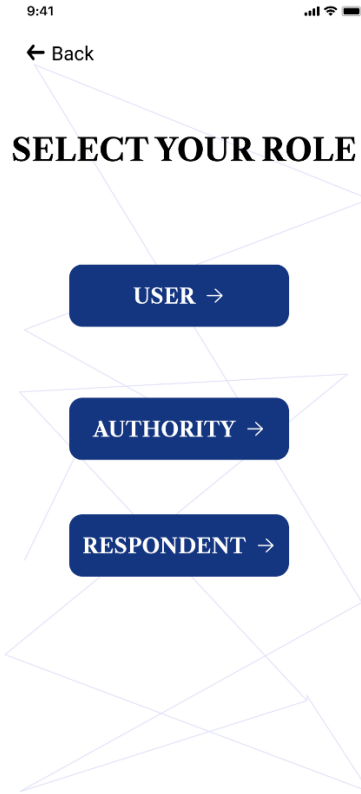 9:41
Back
SELECT YOUR ROLE
USER
AUTHORITY
RESPONDENT